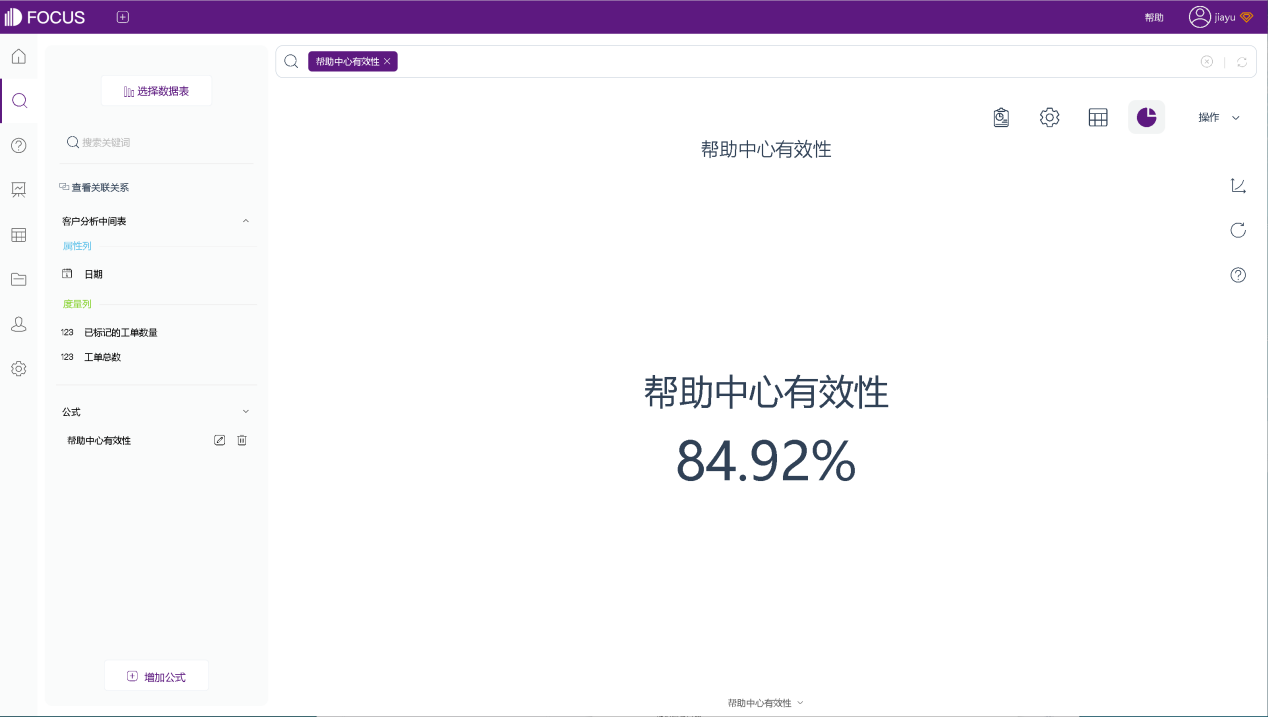 FOCUS
帮助
jiayu
选择数据表
搜索关键词
查看关联关系
客户分析中间表
属性列
日期
度量列
123 已标记的工单数量
123 工单总数
公式
帮助中心有效性
增加公式
帮助中心有效性
操作
帮助中心有效性
帮助中心有效性
84.92%
帮助中心有效性